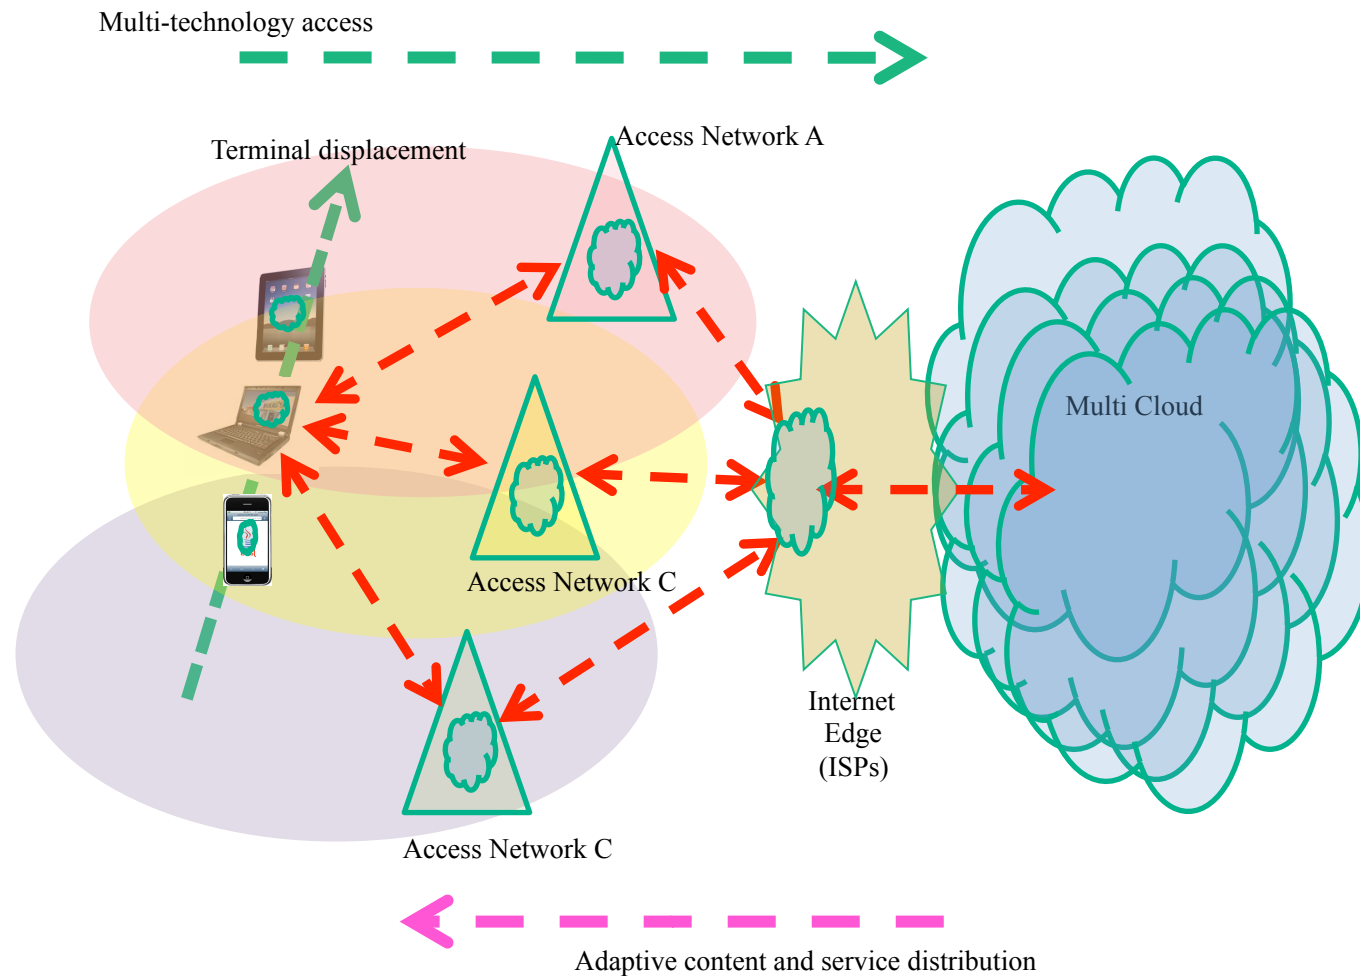 Multi-technology access
Access Network A
Terminal displacement
Multi Cloud
Access Network C
Internet
Edge
(ISPs)
Access Network C
Adaptive content and service distribution